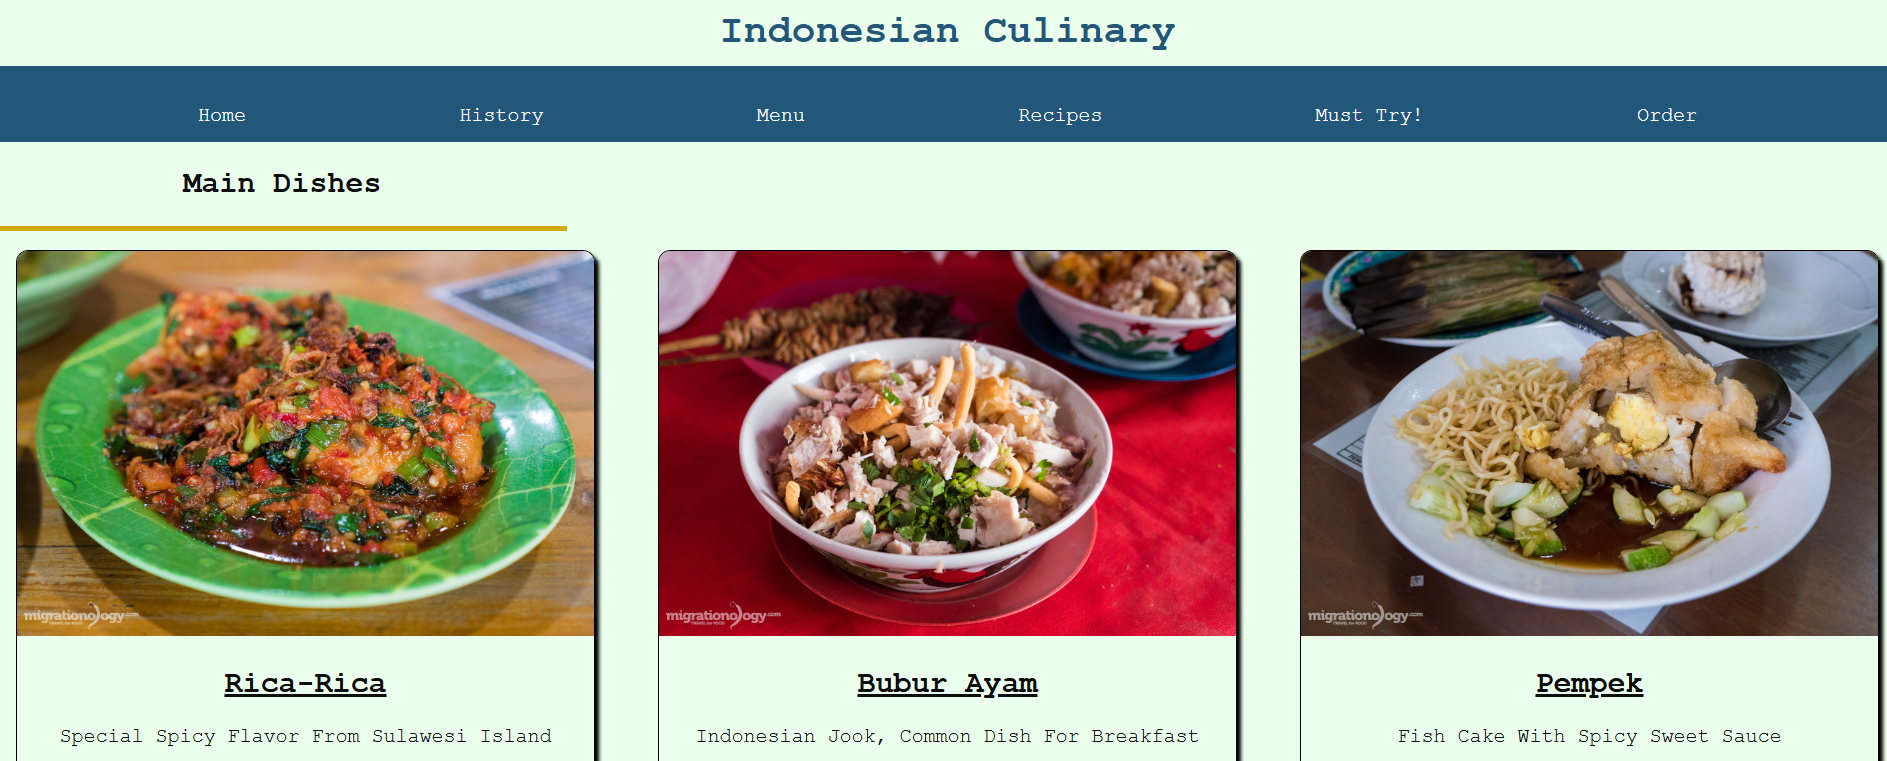 Indonesian Culinary
Home History Menu Recipes Must Try! Order
Main Dishes
migrationology.com
migrationology.com
migrationology.com
Rica-Rica
Bubur Ayam
Pempek
Special Spicy Flavor From Sulawesi Island
Indonesian Jook, Common Dish For Breakfast
Fish Cake With Spicy Sweet Sauce